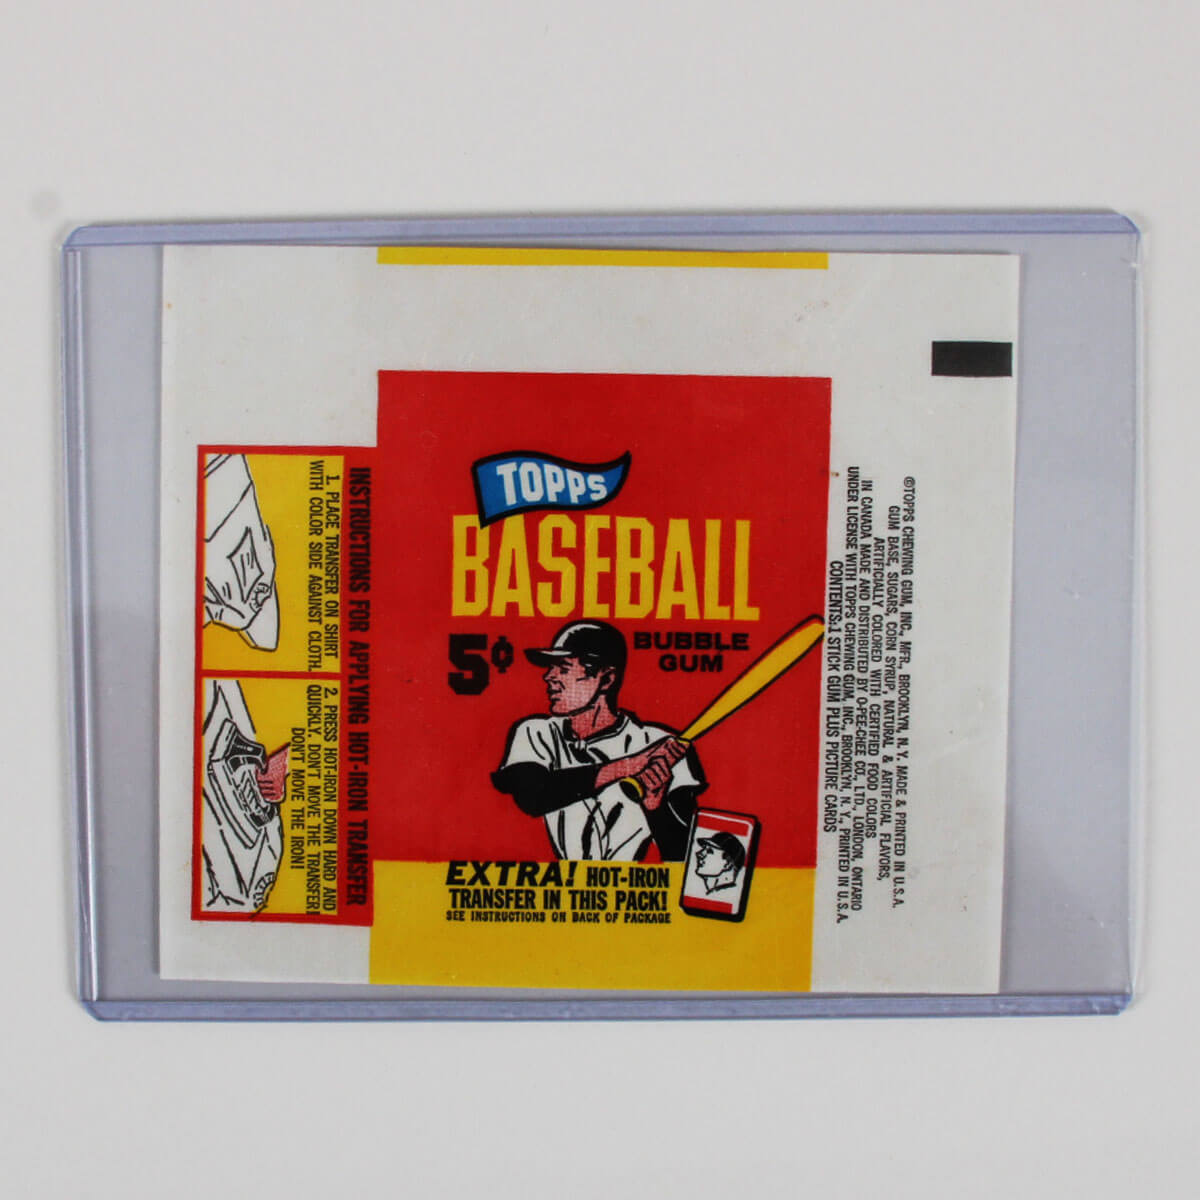 TOPPS
BASEBALL
5¢
BUBBLE
GUM
EXTRA! HOT-IRON
TRANSFER IN THIS PACK!
SEE INSTRUCTIONS ON BACK OF PACKAGE
INSTRUCTIONS FOR APPLYING HOT-IRON TRANSFER
1. PLACE TRANSFER ON SHIRT
WITH COLOR SIDE AGAINST CLOTH.
2. PRESS HOT-IRON DOWN HARD AND
QUICKLY. DON'T MOVE THE TRANSFER!
DON'T MOVE THE IRON!
©TOPPS CHEWING GUM, INC., MFR., BROOKLYN, N. Y. MADE & PRINTED IN U.S.A.
GUM BASE, SUGARS, CORN SYRUP, NATURAL & ARTIFICIAL FLAVORS,
ARTIFICIALLY COLORED WITH CERTIFIED FOOD COLORS
IN CANADA MADE AND DISTRIBUTED BY O-PEE-CHEE CO., LTD., LONDON, ONTARIO
UNDER LICENSE WITH TOPPS CHEWING GUM, INC., BROOKLYN, N. Y., PRINTED IN U.S.A.
CONTENTS:1 STICK GUM PLUS PICTURE CARDS